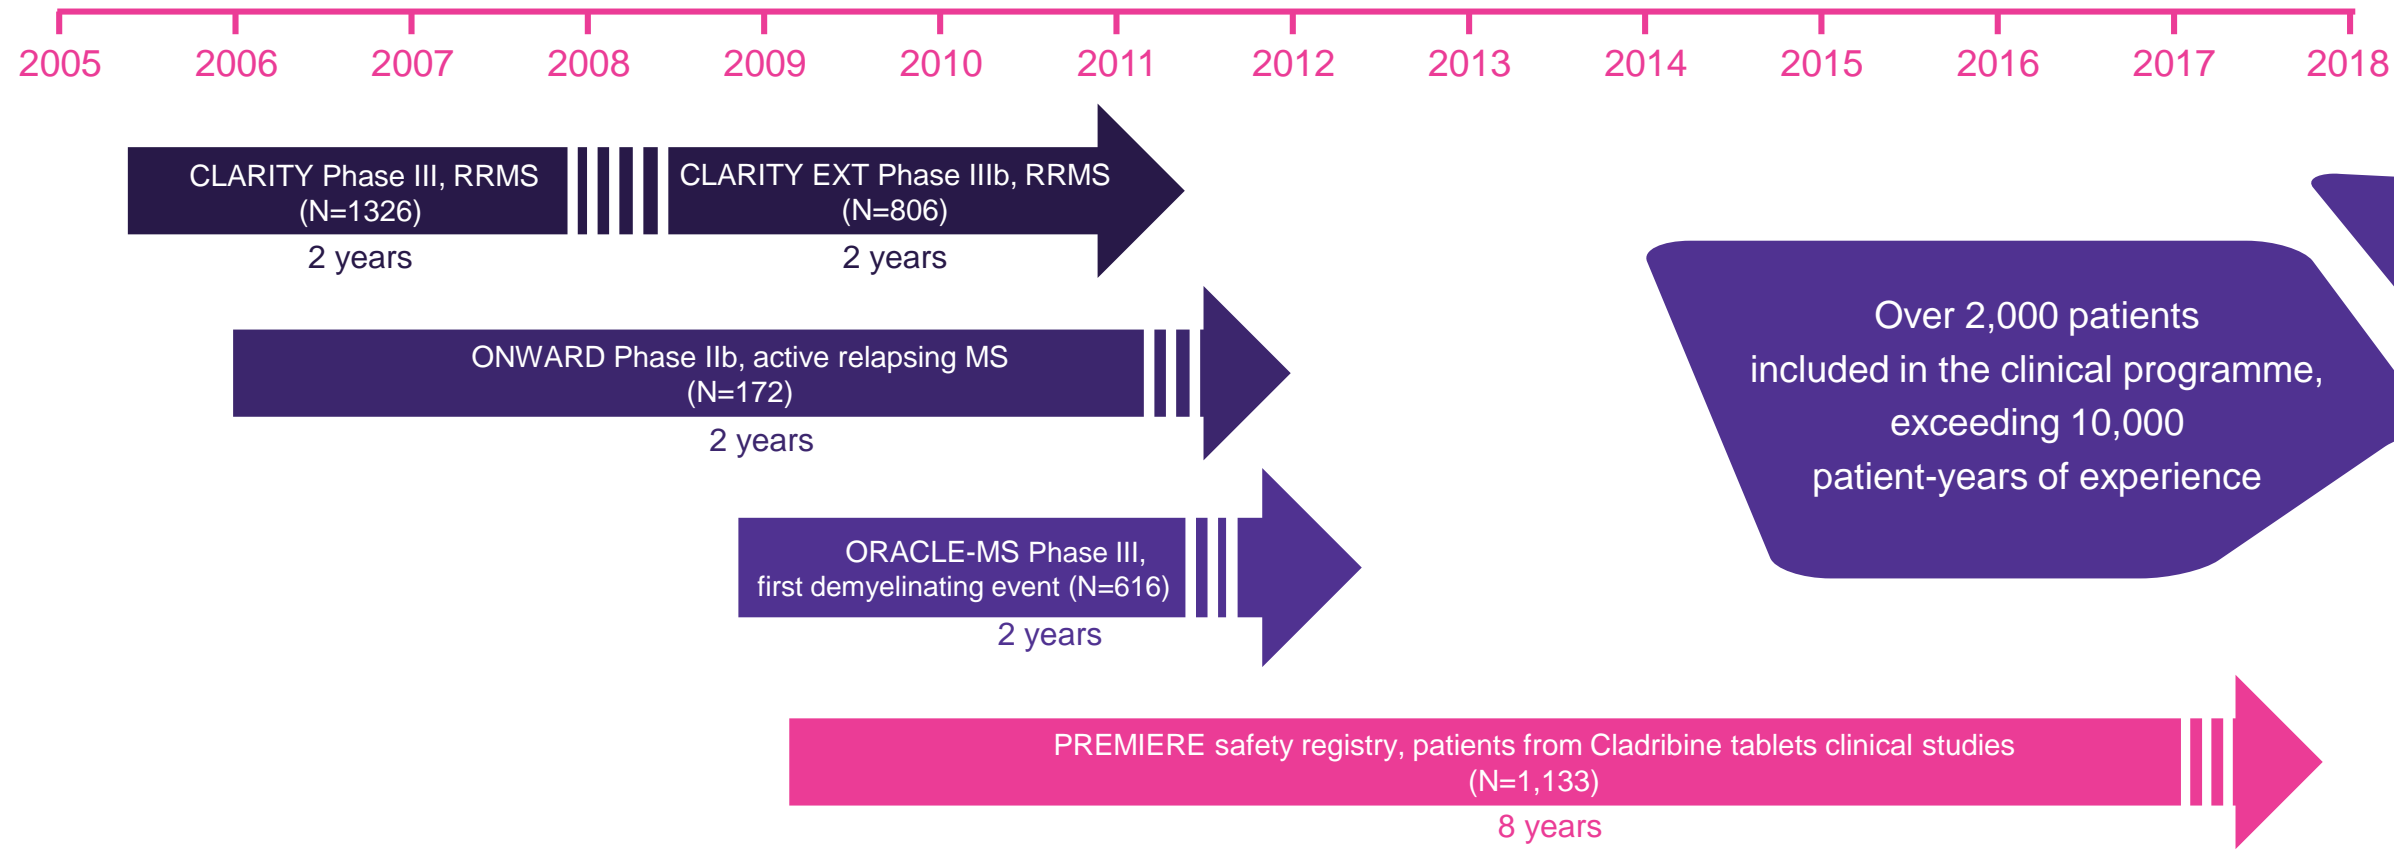 2005 2006 2007 2008 2009 2010 2011 2012 2013 2014 2015 2016 2017 2018
CLARITY Phase III, RRMS
(N=1326)
2 years
CLARITY EXT Phase IIIb, RRMS
(N=806)
2 years
ONWARD Phase IIb, active relapsing MS
(N=172)
2 years
Over 2,000 patients
included in the clinical programme,
exceeding 10,000
patient-years of experience
ORACLE-MS Phase III,
first demyelinating event (N=616)
2 years
PREMIERE safety registry, patients from Cladribine tablets clinical studies
(N=1,133)
8 years